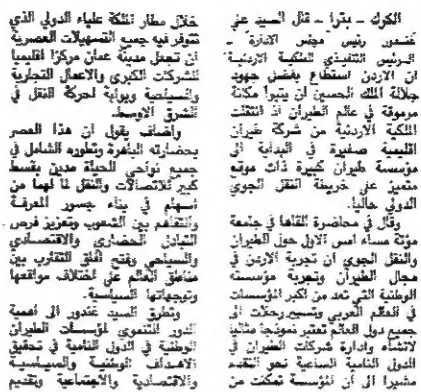 الكرك - بترا - قال السيد علي
غندور رئيس مجلس الادارة -
الرئيس التنفيذي للملكية الاردنية
ان الاردن استطاع بفضل جهود
جلالة الملك الحسين ان يتبوأ مكانة
مرموقة في عالم الطيران اذ انتقلت
الملكية الاردنية من شركة طيران
اقليمية صغيرة في البداية الى
مؤسسة طيران كبيرة ذات موقع
متميز على خريطة النقل الجوي
الدولي حاليا.
وقال في محاضرة القاها في جامعة
مؤتة مساء امس الاول حول الطيران
والنقل الجوي ان تجربة الاردن في
مجال الطيران وتجربة مؤسسته
الوطنية التي تعد من اكبر المؤسسات
في العالم العربي وتسير رحلات الى
جميع دول العالم تعتبر نموذجا مثاليا
لانشاء وادارة شركات الطيران في
الدول النامية الساعية نحو التقدم
مشيرا الى ان المؤسسة تمكنت من
خلال مطار الملكة علياء الدولي الذي
تتوفر فيه جميع التسهيلات العصرية
ان تجعل مدينة عمان مركزا اقليميا
للشركات الكبرى والاعمال التجارية
والسياحية وبوابة لحركة النقل في
الشرق الاوسط.
واضاف يقول ان هذا العصر
بحضارته الباهرة وتطوره الشامل في
جميع نواحي الحياة مدين بقسط
كبير للاتصالات والنقل لما لهما من
اسهام في بناء جسور المعرفة
والتفاهم بين الشعوب وتعزيز فرص
التبادل الحضاري والاقتصادي
والسياحي وفتح آفاق للتقارب بين
مناطق العالم على اختلاف مواقعها
وتوجهاتها السياسية.
وتطرق السيد غندور الى اهمية
الدور التنموي لمؤسسات الطيران
الوطنية في الدول النامية في تحقيق
الاهداف الوطنية والسياسية
والاقتصادية والاجتماعية وتقديم